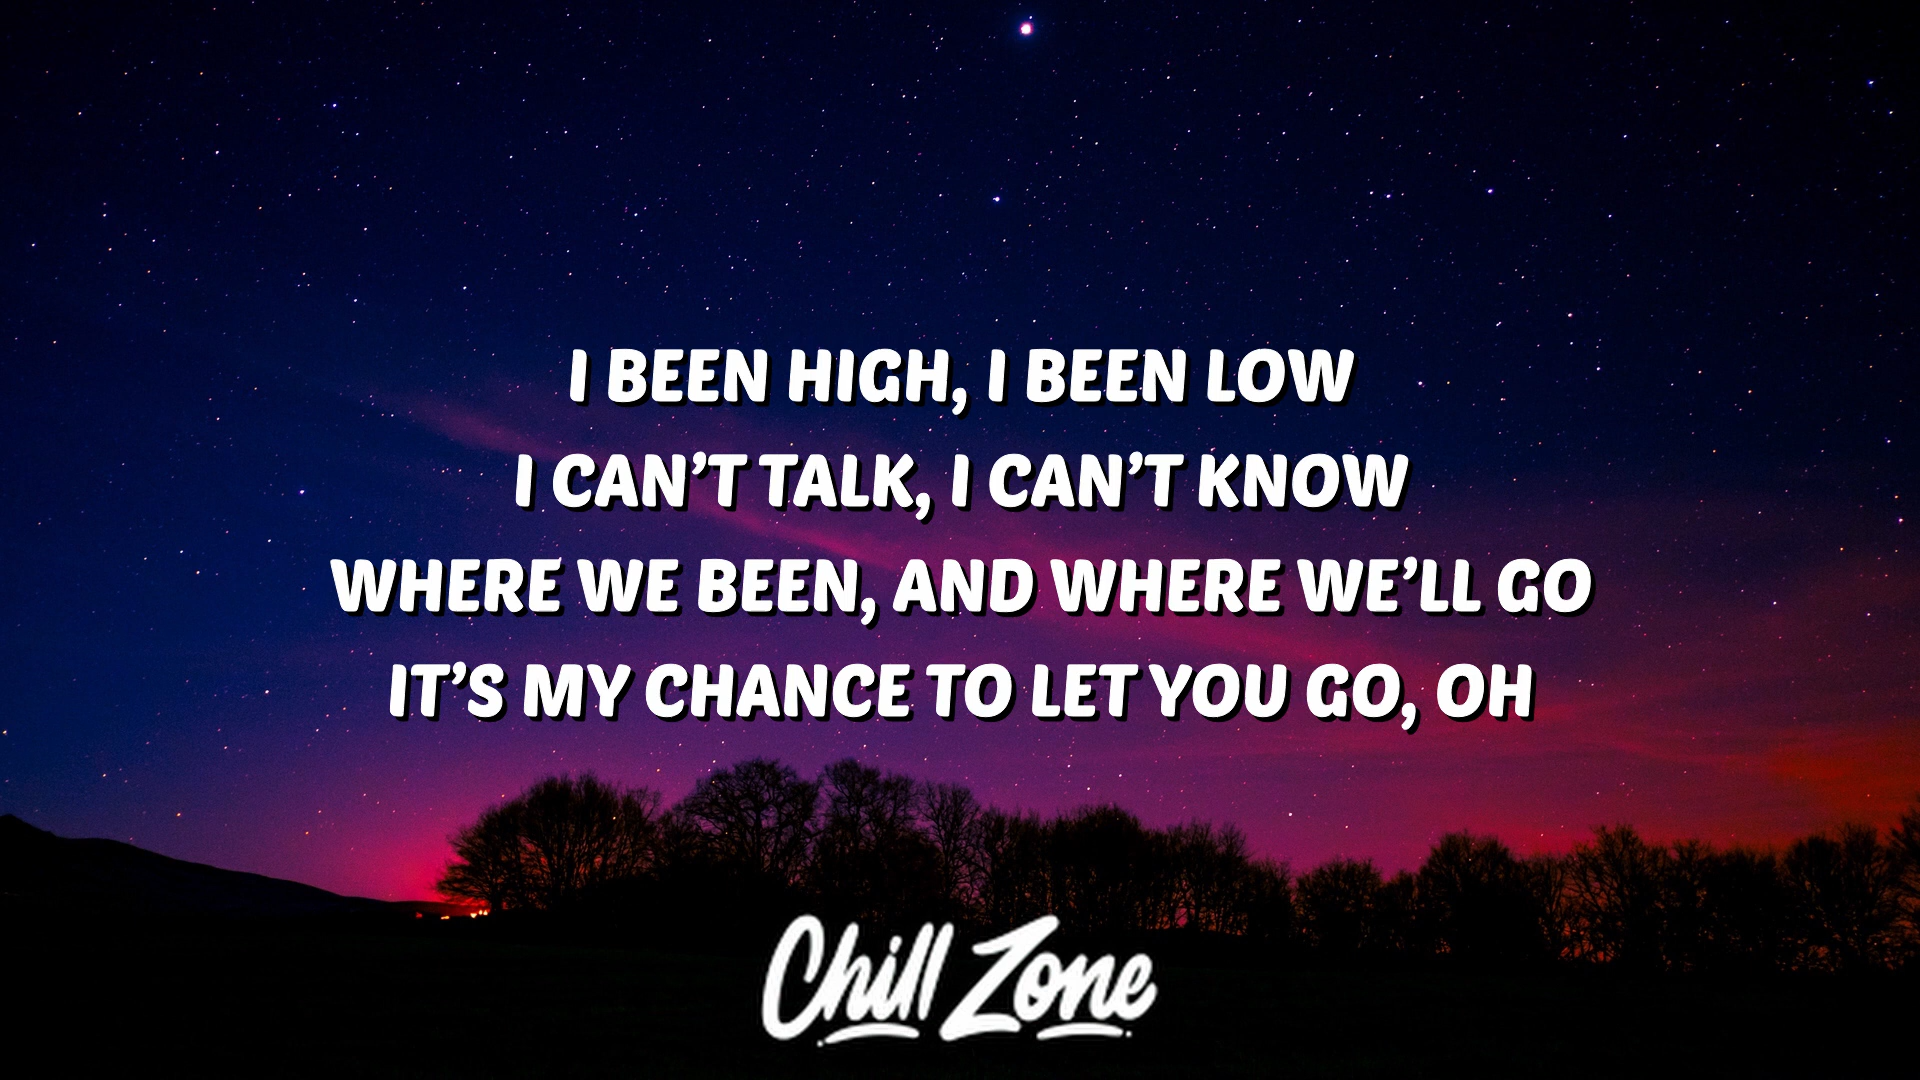 I BEEN HIGH, I BEEN LOW
I CAN’T TALK, I CAN’T KNOW
WHERE WE BEEN, AND WHERE WE’LL GO
IT’S MY CHANCE TO LET YOU GO, OH
Chill Zone